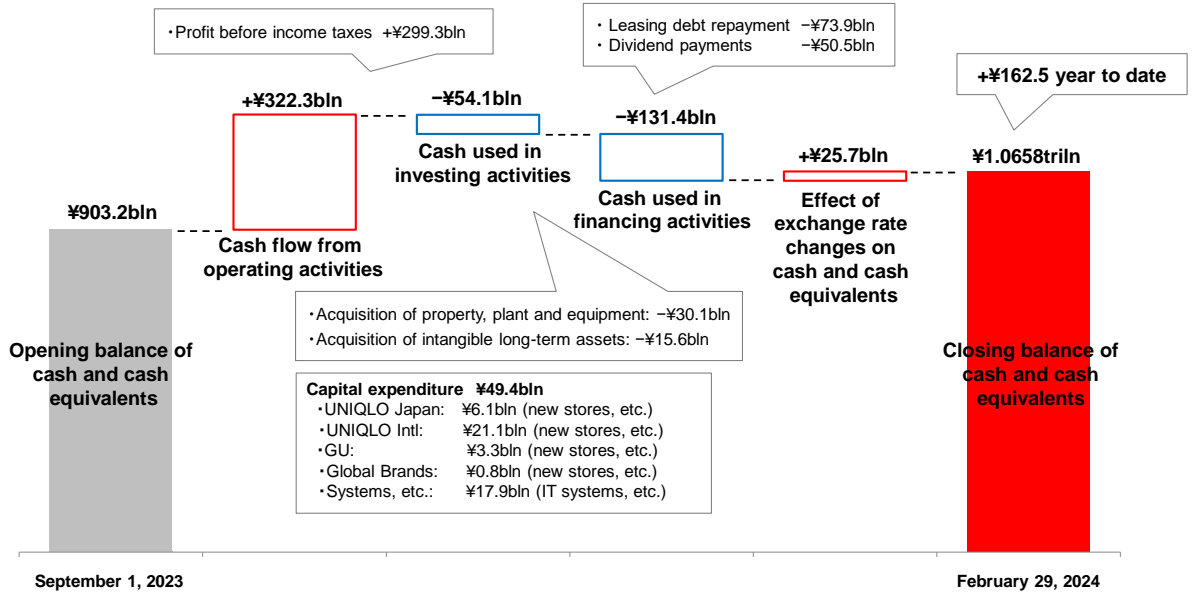 ・Profit before income taxes +¥299.3bln
・Leasing debt repayment −¥73.9bln
・Dividend payments −¥50.5bln
+¥162.5 year to date
+¥322.3bln
−¥54.1bln
−¥131.4bln
+¥25.7bln
¥1.0658triln
¥903.2bln
Cash flow from
operating activities
Cash used in
investing activities
Cash used in
financing activities
Effect of
exchange rate
changes on
cash and cash
equivalents
・Acquisition of property, plant and equipment: −¥30.1bln
・Acquisition of intangible long-term assets: −¥15.6bln
Opening balance of
cash and cash
equivalents
Closing balance of
cash and cash
equivalents
Capital expenditure ¥49.4bln
・UNIQLO Japan: ¥6.1bln (new stores, etc.)
・UNIQLO Intl: ¥21.1bln (new stores, etc.)
・GU: ¥3.3bln (new stores, etc.)
・Global Brands: ¥0.8bln (new stores, etc.)
・Systems, etc.: ¥17.9bln (IT systems, etc.)
September 1, 2023
February 29, 2024